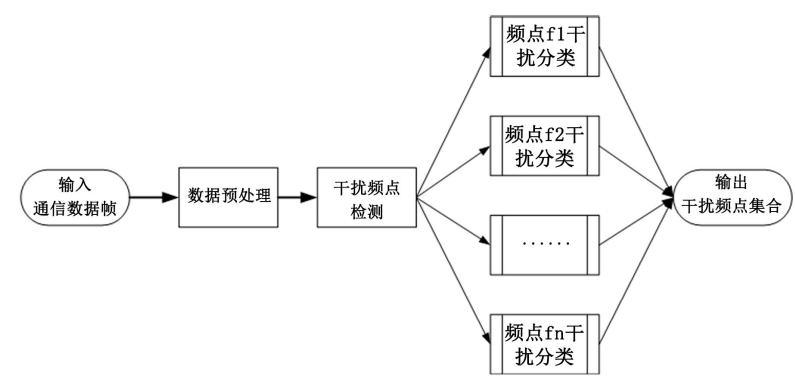 输入
通信数据帧
数据预处理
干扰频点
检测
频点f1干
扰分类
频点f2干
扰分类
······
频点fn干
扰分类
输出
干扰频点集合